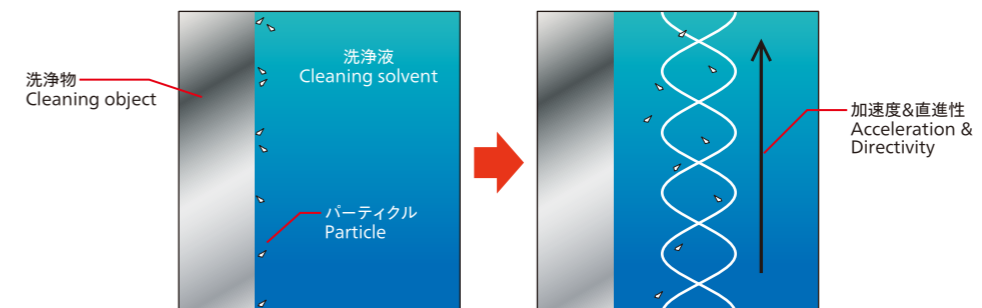 洗浄物
Cleaning object
洗浄液
Cleaning solvent
パーティクル
Particle
加速度&直進性
Acceleration &
Directivity